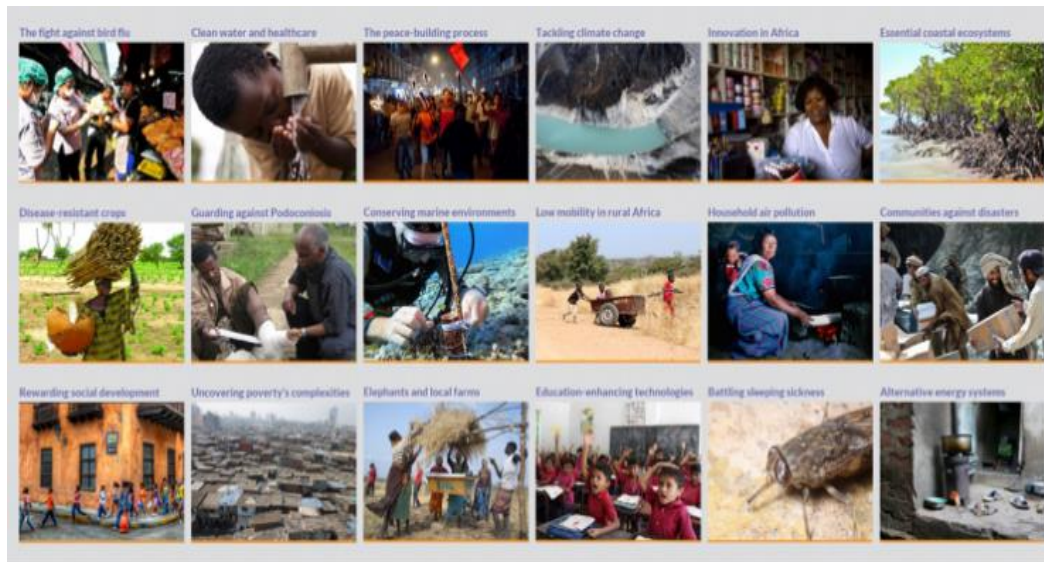 The fight against bird flu
Clean water and healthcare
The peace-building process
Tackling climate change
Innovation in Africa
Essential coastal ecosystems
Disease-resistant crops
Guarding against Podoconiosis
Conserving marine environments
Low mobility in rural Africa
Household air pollution
Communities against disasters
Rewarding social development
Uncovering poverty's complexities
Elephants and local farms
Education-enhancing technologies
Battling sleeping sickness
Alternative energy systems